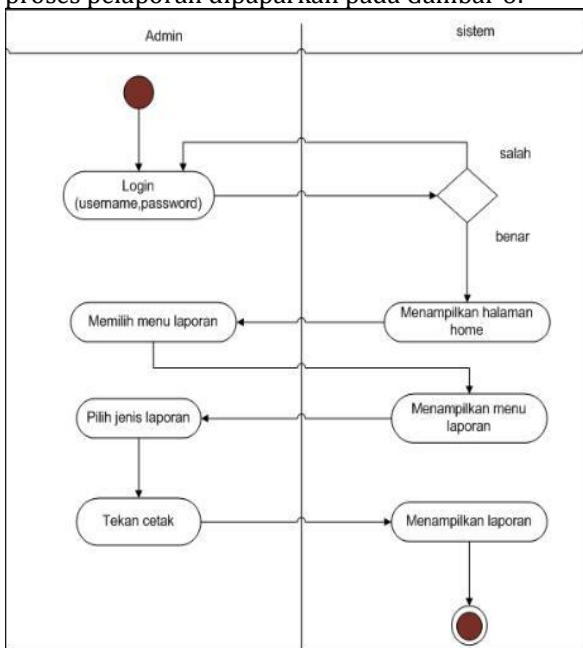 proses pelaporan dipaparkan pada Gambar 6.
Admin
sistem
salah
Login
(username,password)
benar
Memilih menu laporan
Menampilkan halaman
home
Pilih jenis laporan
Menampilkan menu
laporan
Tekan cetak
Menampilkan laporan